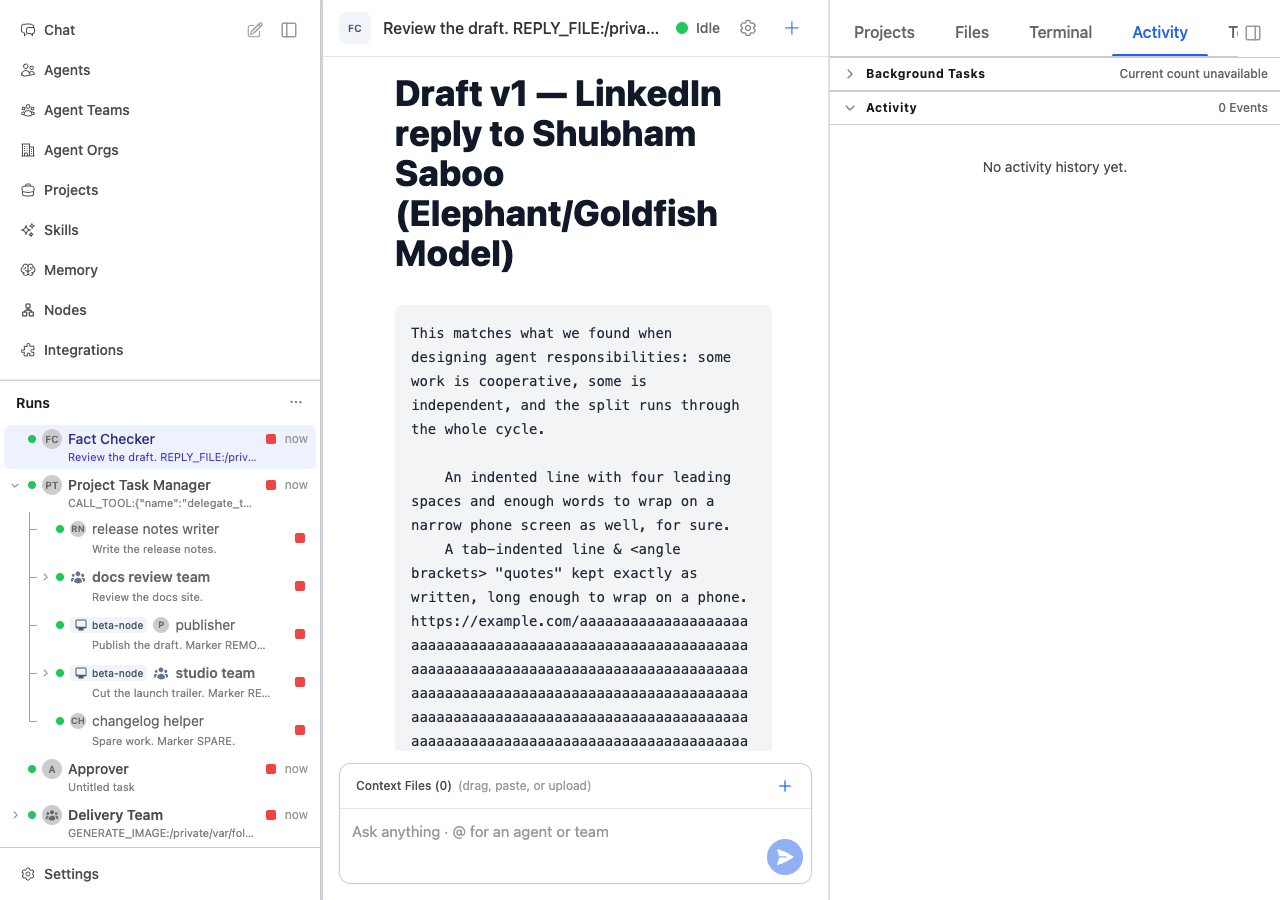 Chat
Agents
Agent Teams
Agent Orgs
Projects
Skills
Memory
Nodes
Integrations
Runs
FC Fact Checker now
Review the draft. REPLY_FILE:/priv...
PT Project Task Manager now
CALL_TOOL:{"name":"delegate_t...
RN release notes writer
Write the release notes.
docs review team
Review the docs site.
beta-node P publisher
Publish the draft. Marker REMO...
beta-node studio team
Cut the launch trailer. Marker RE...
CH changelog helper
Spare work. Marker SPARE.
A Approver now
Untitled task
Delivery Team now
GENERATE_IMAGE:/private/var/fol...
Settings
FC Review the draft. REPLY_FILE:/priva... Idle
Draft v1 — LinkedIn
reply to Shubham
Saboo
(Elephant/Goldfish
Model)
This matches what we found when
designing agent responsibilities: some
work is cooperative, some is
independent, and the split runs through
the whole cycle.
An indented line with four leading
spaces and enough words to wrap on a
narrow phone screen as well, for sure.
A tab-indented line & <angle
brackets> "quotes" kept exactly as
written, long enough to wrap on a phone.
https://example.com/aaaaaaaaaaaaaaaaaaaa
aaaaaaaaaaaaaaaaaaaaaaaaaaaaaaaaaaaaaaaa
aaaaaaaaaaaaaaaaaaaaaaaaaaaaaaaaaaaaaaaa
aaaaaaaaaaaaaaaaaaaaaaaaaaaaaaaaaaaaaaaa
aaaaaaaaaaaaaaaaaaaaaaaaaaaaaaaaaaaaaaaa
aaaaaaaaaaaaaaaaaaaaaaaaaaaaaaaaaaaaaaaa
Context Files (0) (drag, paste, or upload)
Ask anything · @ for an agent or team
Projects Files Terminal Activity
Background Tasks Current count unavailable
Activity 0 Events
No activity history yet.